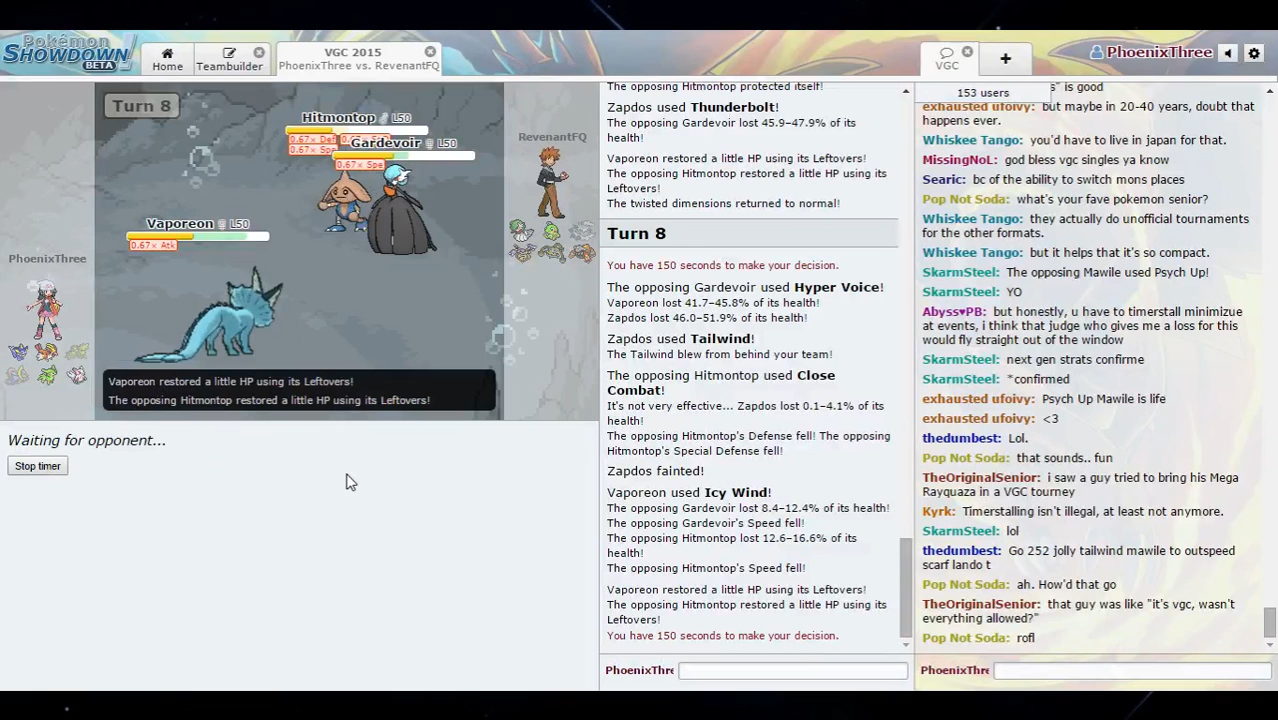 Pokémon
SHOWDOWN!
BETA
Home
Teambuilder
VGC 2015
PhoenixThree vs. RevenantFQ
VGC
+
PhoenixThree
Turn 8
Hitmontop L50
0.67× Def
Gardevoir L50
0.67× Spe
Vaporeon L50
0.67× Atk
PhoenixThree
RevenantFQ
Vaporeon restored a little HP using its Leftovers!
The opposing Hitmontop restored a little HP using its Leftovers!
Waiting for opponent...
Stop timer
The opposing Hitmontop protected itself!
Zapdos used Thunderbolt!
The opposing Gardevoir lost 45.9–47.9% of its
health!
Vaporeon restored a little HP using its Leftovers!
The opposing Hitmontop restored a little HP using its
Leftovers!
The twisted dimensions returned to normal!
Turn 8
You have 150 seconds to make your decision.
The opposing Gardevoir used Hyper Voice!
Vaporeon lost 41.7–45.8% of its health!
Zapdos lost 46.0–51.9% of its health!
Zapdos used Tailwind!
The Tailwind blew from behind your team!
The opposing Hitmontop used Close
Combat!
It's not very effective... Zapdos lost 0.1–4.1% of its
health!
The opposing Hitmontop's Defense fell! The opposing
Hitmontop's Special Defense fell!
Zapdos fainted!
Vaporeon used Icy Wind!
The opposing Gardevoir lost 8.4–12.4% of its health!
The opposing Gardevoir's Speed fell!
The opposing Hitmontop lost 12.6–16.6% of its
health!
The opposing Hitmontop's Speed fell!
Vaporeon restored a little HP using its Leftovers!
The opposing Hitmontop restored a little HP using its
Leftovers!
You have 150 seconds to make your decision.
PhoenixThre
153 users
s" is good
exhausted ufoivy: but maybe in 20-40 years, doubt that
happens ever.
Whiskee Tango: you'd have to live in japan for that.
MissingNoL: god bless vgc singles ya know
Searic: bc of the ability to switch mons places
Pop Not Soda: what's your fave pokemon senior?
Whiskee Tango: they actually do unofficial tournaments
for the other formats.
Whiskee Tango: but it helps that it's so compact.
SkarmSteel: The opposing Mawile used Psych Up!
SkarmSteel: YO
Abyss♥PB: but honestly, u have to timerstall minimize
at events, i think that judge who gives me a loss for this
would fly straight out of the window
SkarmSteel: next gen strats confirme
SkarmSteel: *confirmed
exhausted ufoivy: Psych Up Mawile is life
exhausted ufoivy: <3
thedumbest: Lol.
Pop Not Soda: that sounds.. fun
TheOriginalSenior: i saw a guy tried to bring his Mega
Rayquaza in a VGC tourney
Kyrk: Timerstalling isn't illegal, at least not anymore.
SkarmSteel: lol
thedumbest: Go 252 jolly tailwind mawile to outspeed
scarf lando t
Pop Not Soda: ah. How'd that go
TheOriginalSenior: that guy was like "it's vgc, wasn't
everything allowed?"
Pop Not Soda: rofl
PhoenixThre